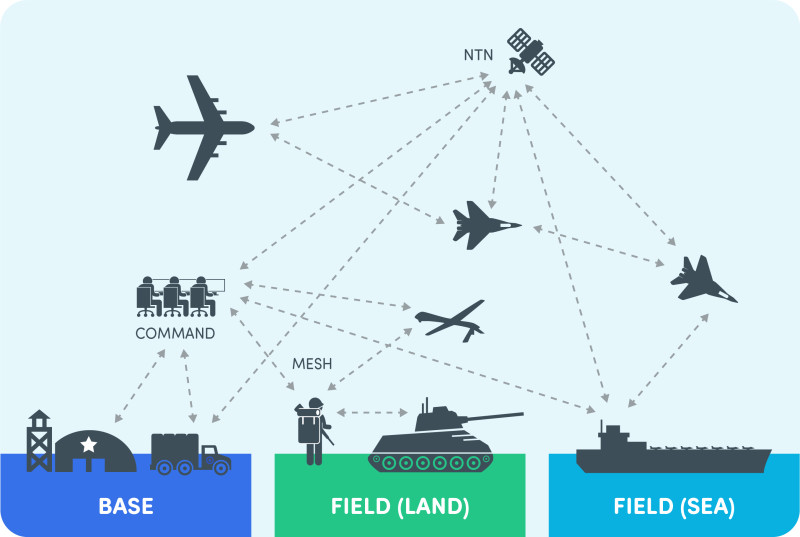 NTN
COMMAND
MESH
BASE
FIELD (LAND)
FIELD (SEA)